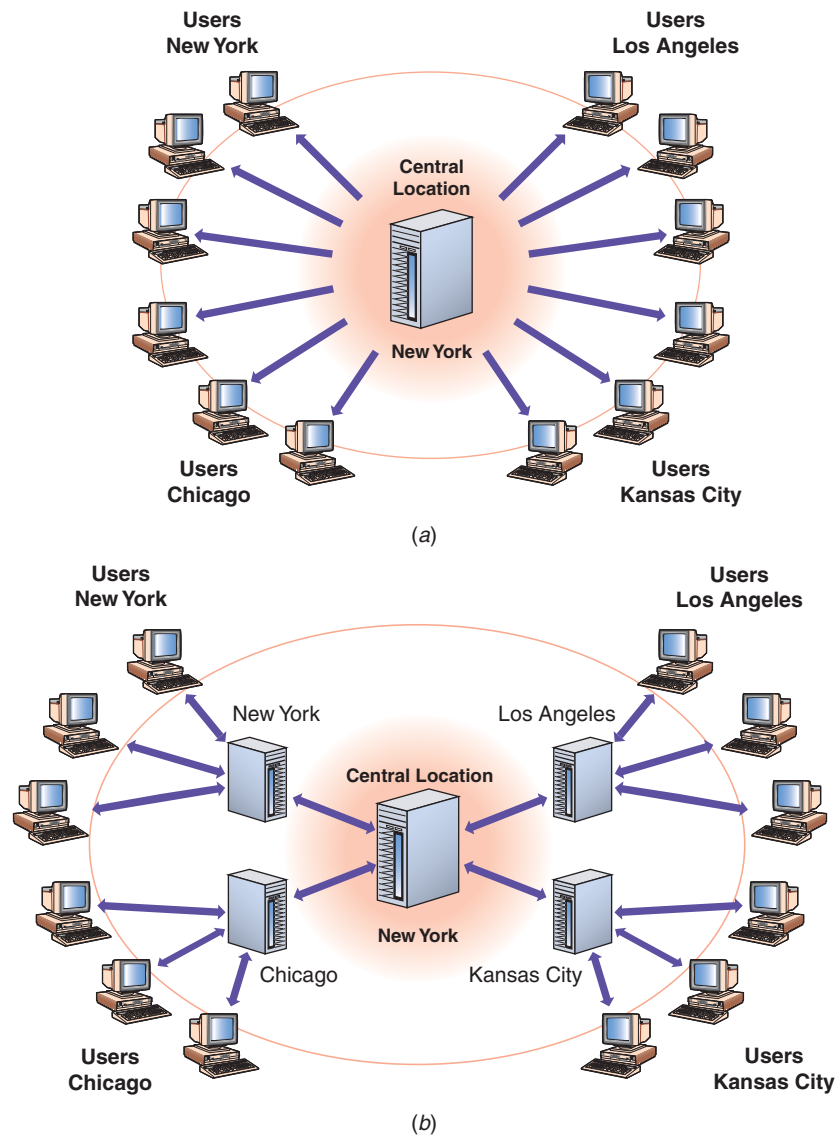 Users
New York
Users
Los Angeles
Central
Location
New York
Users
Chicago
Users
Kansas City
(a)
Users
New York
Users
Los Angeles
New York
Los Angeles
Central Location
New York
Chicago
Kansas City
Users
Chicago
Users
Kansas City
(b)